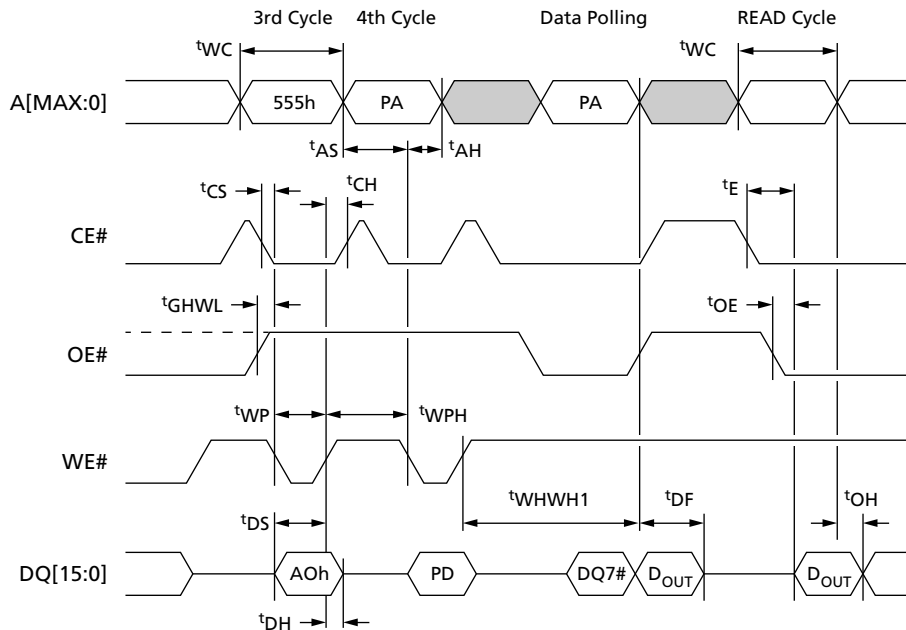 3rd Cycle 4th Cycle Data Polling READ Cycle
tWC tWC
A[MAX:0] 555h PA PA
tAS tAH
tCS tCH tE
CE#
tGHWL tOE
OE#
tWP tWPH
WE#
tWHWH1 tDF tOH
tDS
DQ[15:0] AOh PD DQ7# DOUT DOUT
tDH